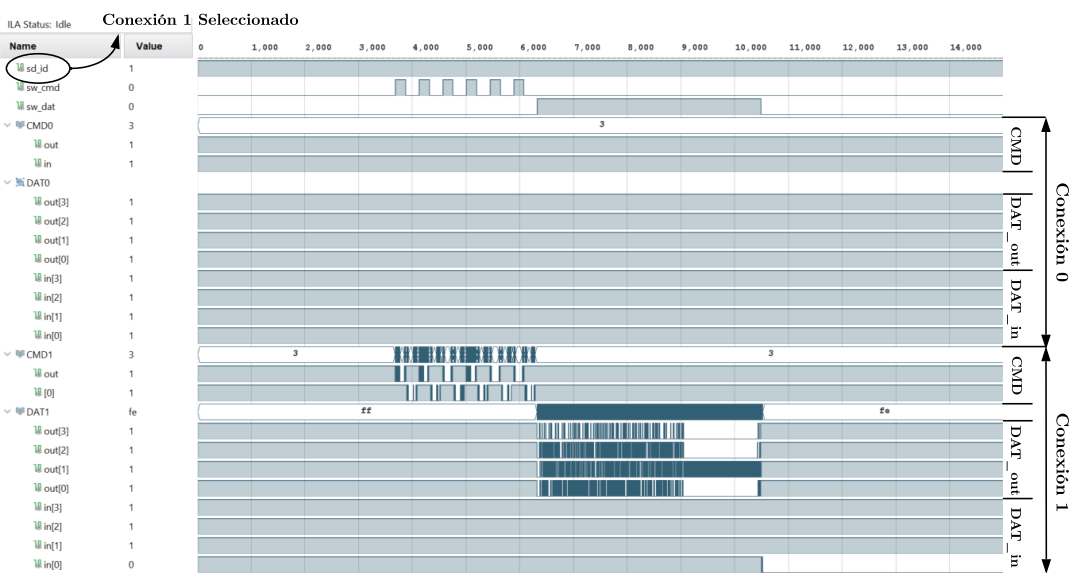 Conexión 1 Seleccionado
ILA Status: Idle
Name Value 0 1,000 2,000 3,000 4,000 5,000 6,000 7,000 8,000 9,000 10,000 11,000 12,000 13,000 14,000
sd_id 1
sw_cmd 0
sw_dat 0
CMD0 3 3
out 1
in 1
DAT0
out[3] 1
out[2] 1
out[1] 1
out[0] 1
in[3] 1
in[2] 1
in[1] 1
in[0] 1
CMD1 3 3 3
out 1
[0] 1
DAT1 fe ff fe
out[3] 1
out[2] 1
out[1] 1
out[0] 1
in[3] 1
in[2] 1
in[1] 1
in[0] 0
CMD
DAT_out
DAT_in
Conexión 0
CMD
DAT_out
DAT_in
Conexión 1